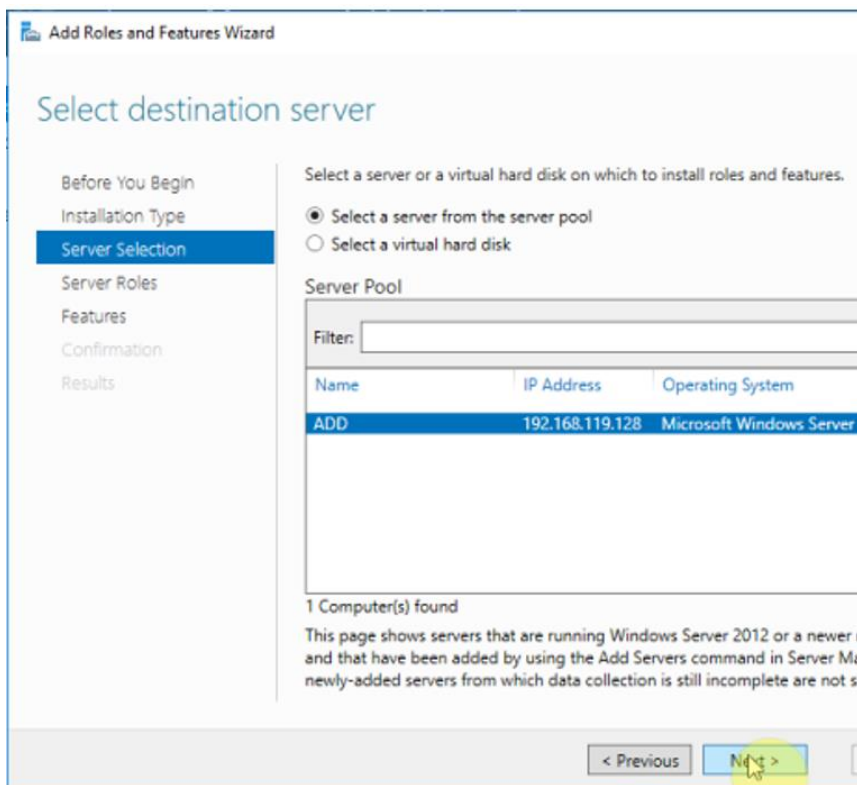 Add Roles and Features Wizard
Select destination server
Before You Begin
Installation Type
Server Selection
Server Roles
Features
Confirmation
Results
Select a server or a virtual hard disk on which to install roles and features.
Select a server from the server pool
Select a virtual hard disk
Server Pool
Filter:
Name IP Address Operating System
ADD 192.168.119.128 Microsoft Windows Server
1 Computer(s) found
This page shows servers that are running Windows Server 2012 or a newer
and that have been added by using the Add Servers command in Server
newly-added servers from which data collection is still incomplete are not
< Previous
Next >